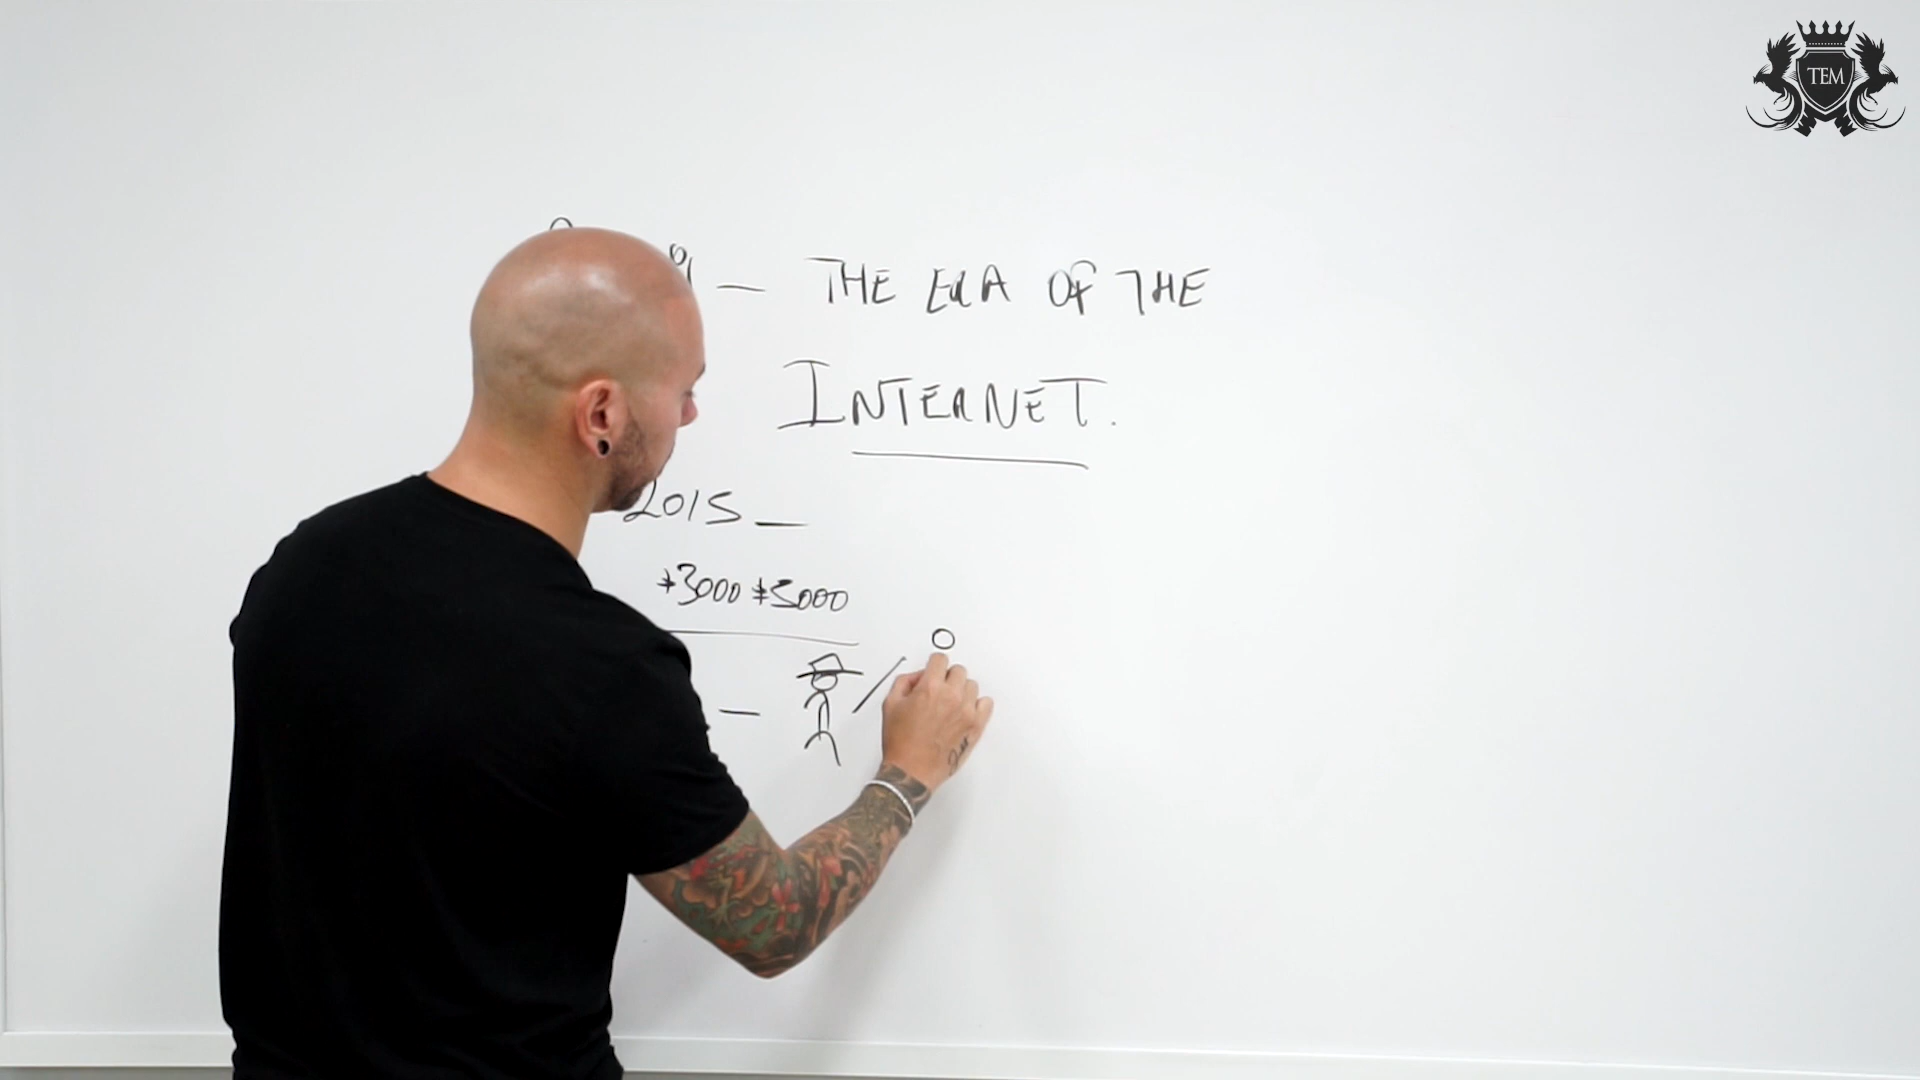 TEM
— THE ERA OF THE
INTERNET.
2015 —
+3000 +5000